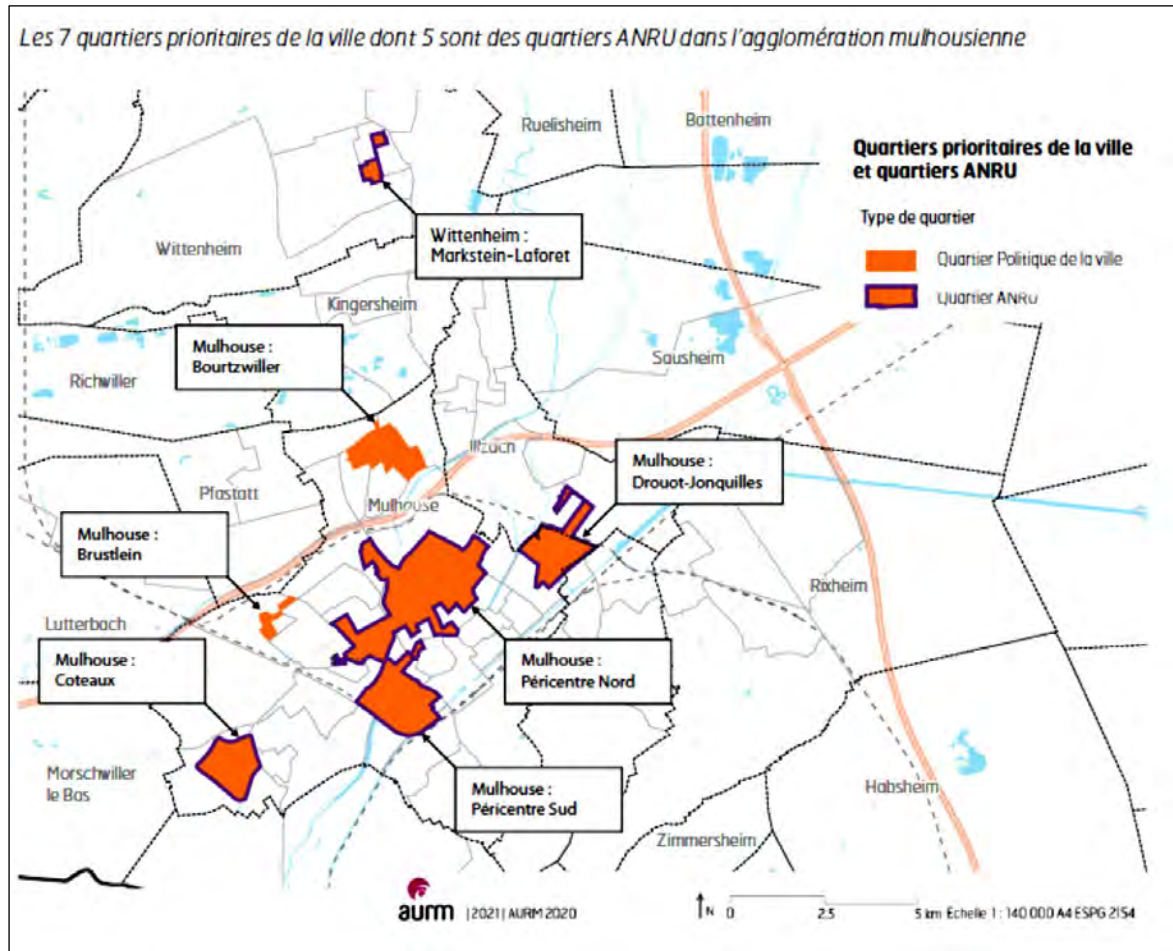 Les 7 quartiers prioritaires de la ville dont 5 sont des quartiers ANRU dans l'agglomération mulhousienne
Ruelisheim
Battenheim
Quartiers prioritaires de la ville
et quartiers ANRU
Type de quartier
Quartier Politique de la ville
Quartier ANRU
Wittenheim
Wittenheim :
Markstein-Laforet
Kingersheim
Mulhouse :
Bourtzwiller
Richwiller
Sausheim
Illzach
Mulhouse :
Drouot-Jonquilles
Pfastatt
Mulhouse
Mulhouse :
Brustlein
Rixheim
Lutterbach
Mulhouse :
Coteaux
Mulhouse :
Péricentre Nord
Morschwiller
le Bas
Mulhouse :
Péricentre Sud
Habsheim
Zimmersheim
aurm | 2021 | AURM 2020
N 0 2.5 5 km Echelle 1 : 140 000 A4 ESPG 2154